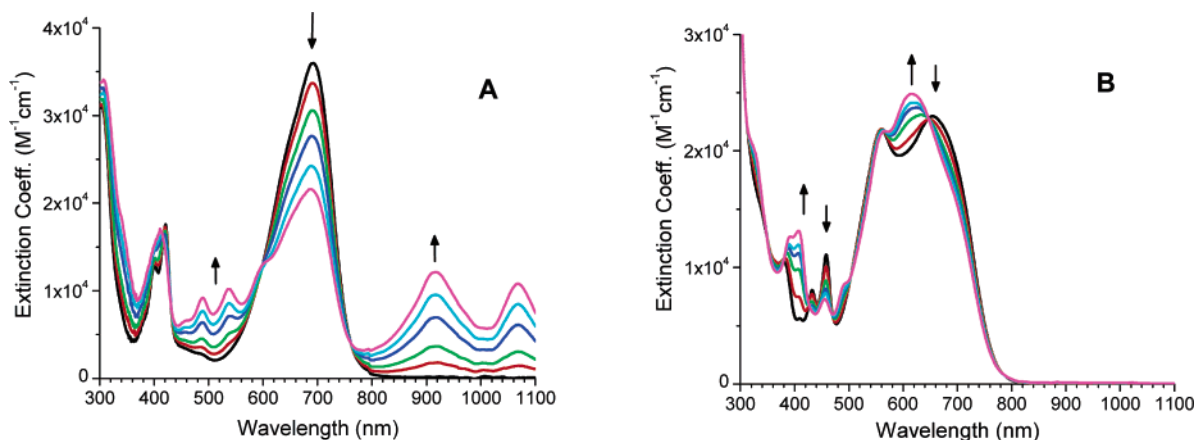 A
Extinction Coeff. (M⁻¹cm⁻¹)
4x10⁴
3x10⁴
2x10⁴
1x10⁴
0
300 400 500 600 700 800 900 1000 1100
Wavelength (nm)
B
Extinction Coeff. (M⁻¹cm⁻¹)
3x10⁴
2x10⁴
1x10⁴
0
300 400 500 600 700 800 900 1000 1100
Wavelength (nm)